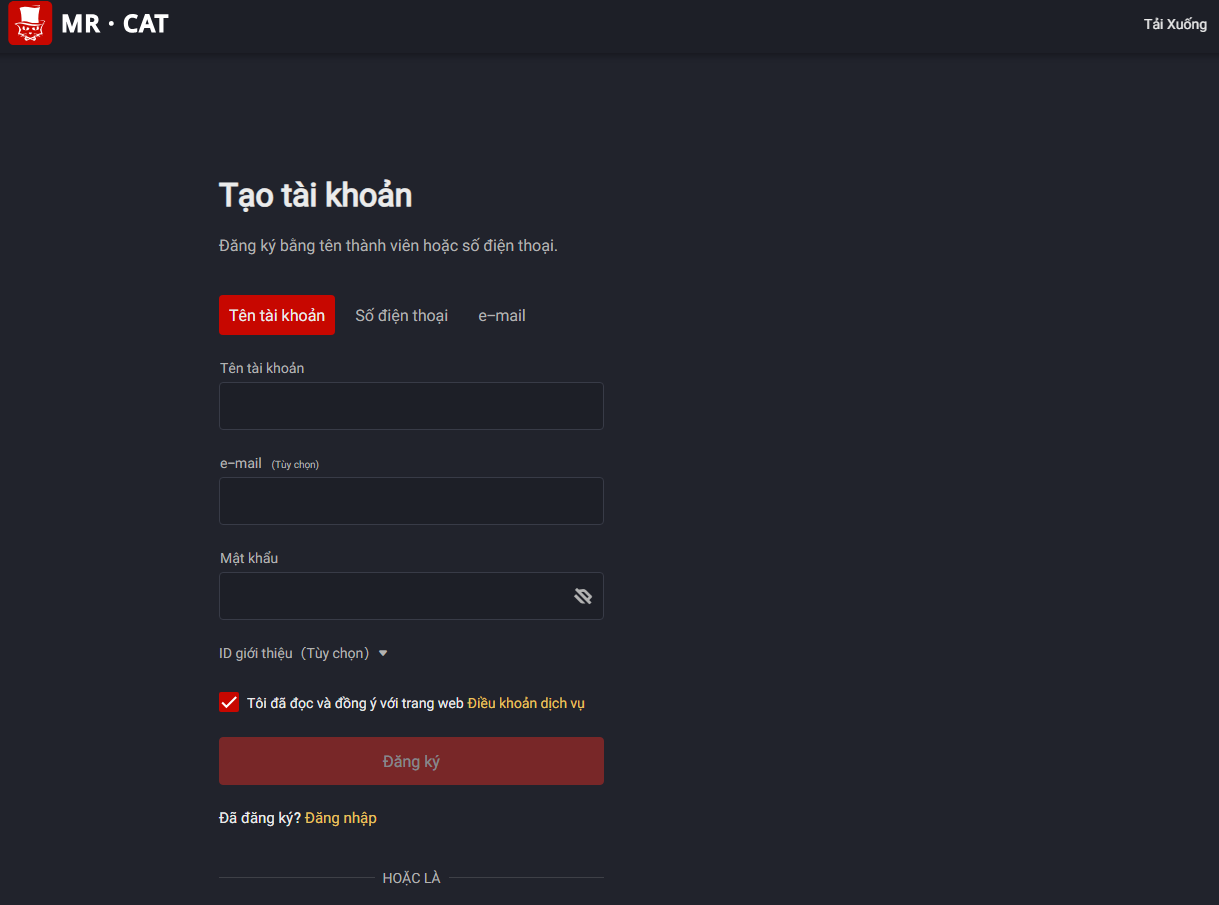 MR · CAT
Tải Xuống
Tạo tài khoản
Đăng ký bằng tên thành viên hoặc số điện thoại.
Tên tài khoản Số điện thoại e-mail
Tên tài khoản
e-mail (Tùy chọn)
Mật khẩu
ID giới thiệu (Tùy chọn)
Tôi đã đọc và đồng ý với trang web Điều khoản dịch vụ
Đăng ký
Đã đăng ký? Đăng nhập
HOẶC LÀ